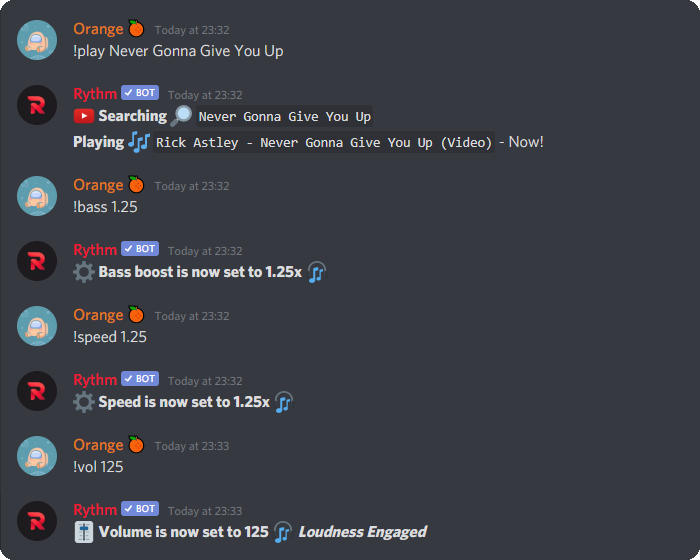 Orange 🍊 Today at 23:32
!play Never Gonna Give You Up
Rythm ✓ BOT Today at 23:32
Searching 🔎 Never Gonna Give You Up
Playing 🎶 Rick Astley - Never Gonna Give You Up (Video) - Now!
Orange 🍊 Today at 23:32
!bass 1.25
Rythm ✓ BOT Today at 23:32
Bass boost is now set to 1.25x
Orange 🍊 Today at 23:32
!speed 1.25
Rythm ✓ BOT Today at 23:32
Speed is now set to 1.25x
Orange 🍊 Today at 23:33
!vol 125
Rythm ✓ BOT Today at 23:33
Volume is now set to 125 Loudness Engaged